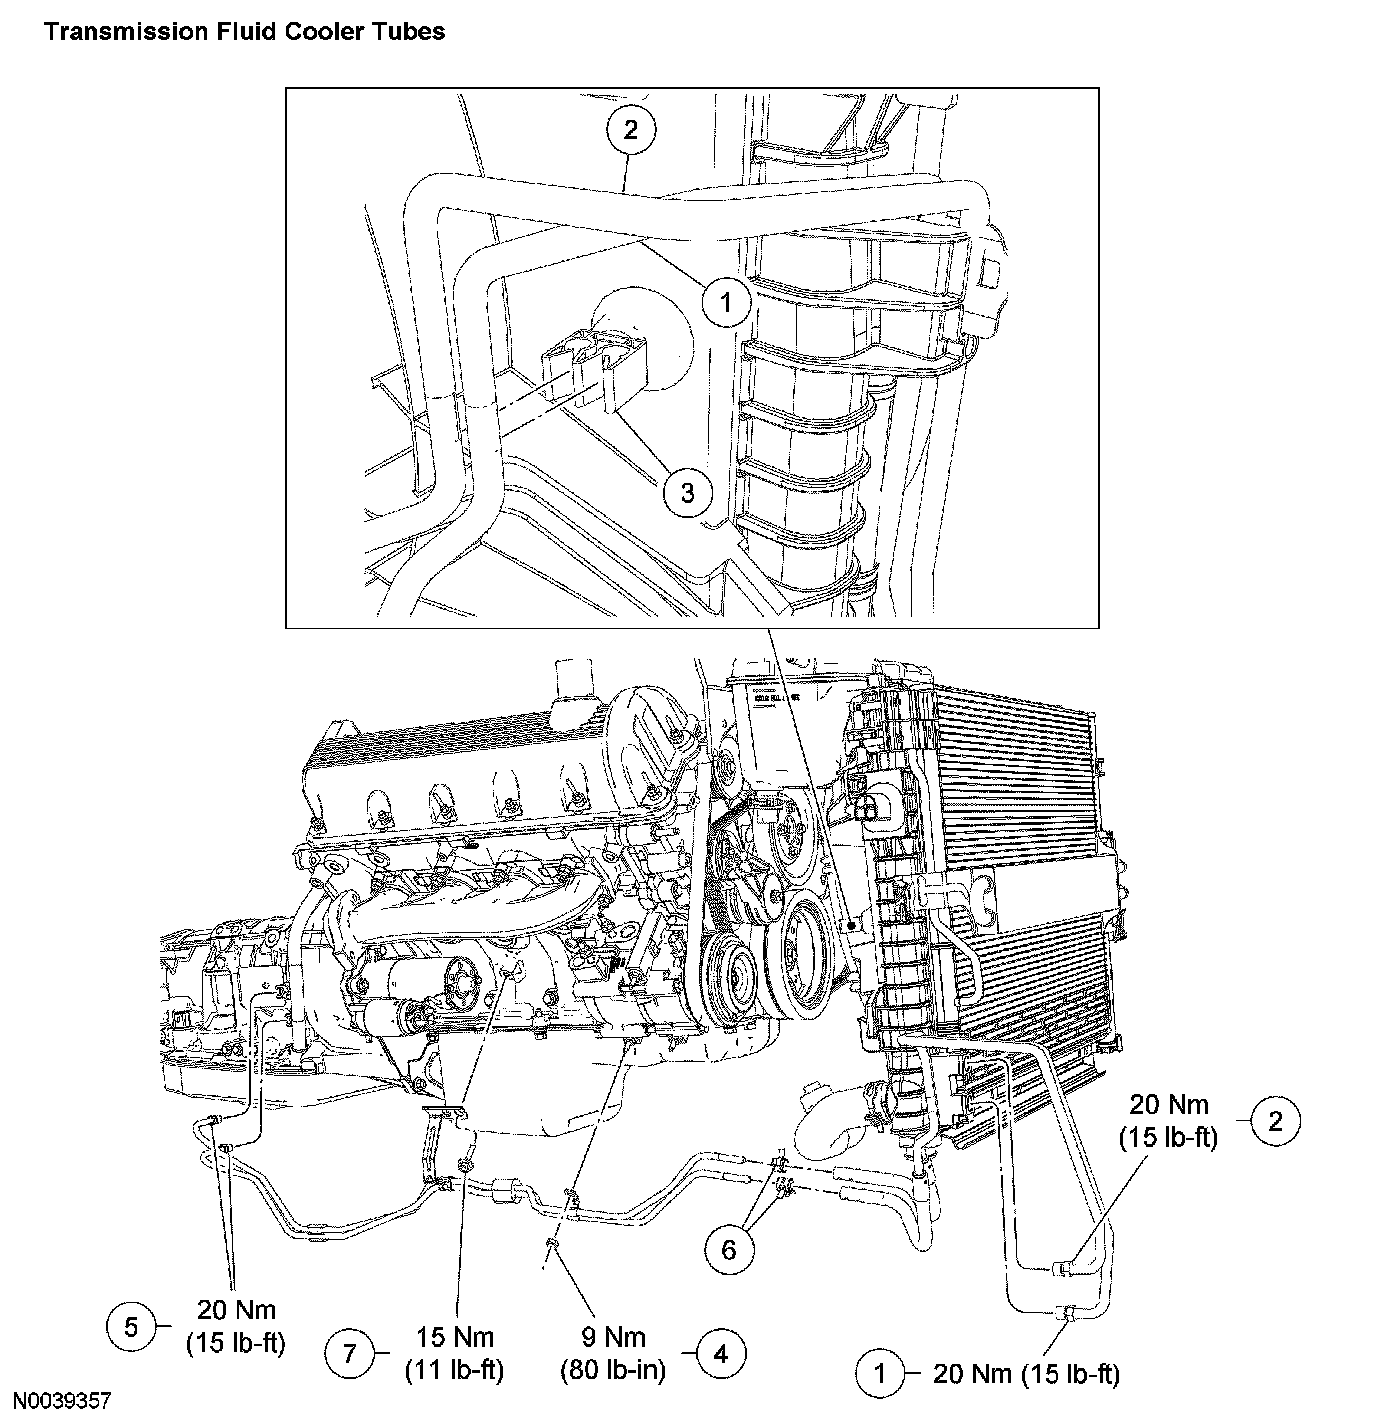 Transmission Fluid Cooler Tubes
2
1
3
20 Nm
(15 lb-ft)
2
6
5
20 Nm
(15 lb-ft)
7
15 Nm
(11 lb-ft)
9 Nm
(80 lb-in)
4
1
20 Nm (15 lb-ft)
N0039357